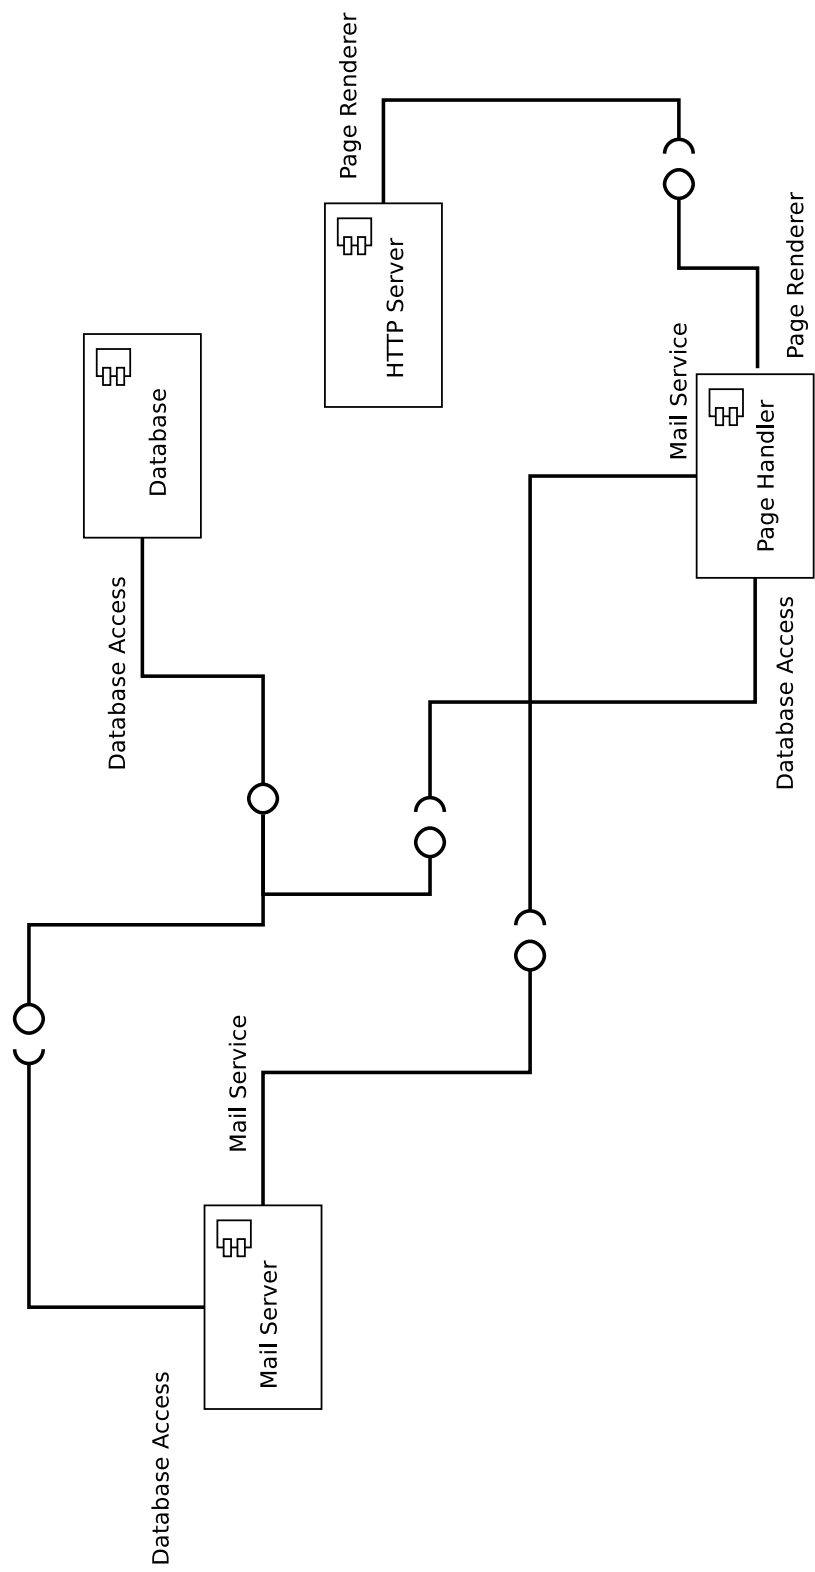 Database Access
Database
Database Access
Mail Server
Mail Service
Page Renderer
HTTP Server
Mail Service
Page Handler
Database Access
Page Renderer